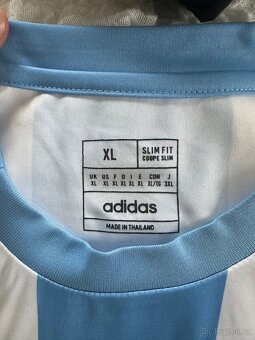 XL
SLIM FIT
COUPE SLIM
UK US F D I E CON J
XL XL XL XL XL XL XL/TG 3XL
adidas
MADE IN THAILAND